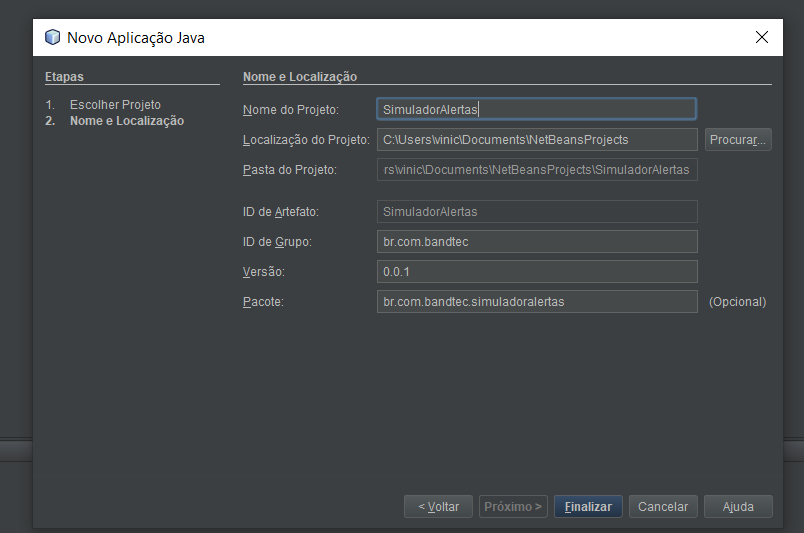 Novo Aplicação Java
Etapas
1. Escolher Projeto
2. Nome e Localização
Nome e Localização
Nome do Projeto: SimuladorAlertas
Localização do Projeto: C:\Users\vinic\Documents\NetBeansProjects Procurar...
Pasta do Projeto: rs\vinic\Documents\NetBeansProjects\SimuladorAlertas
ID de Artefato: SimuladorAlertas
ID de Grupo: br.com.bandtec
Versão: 0.0.1
Pacote: br.com.bandtec.simuladoralertas (Opcional)
< Voltar Próximo > Finalizar Cancelar Ajuda